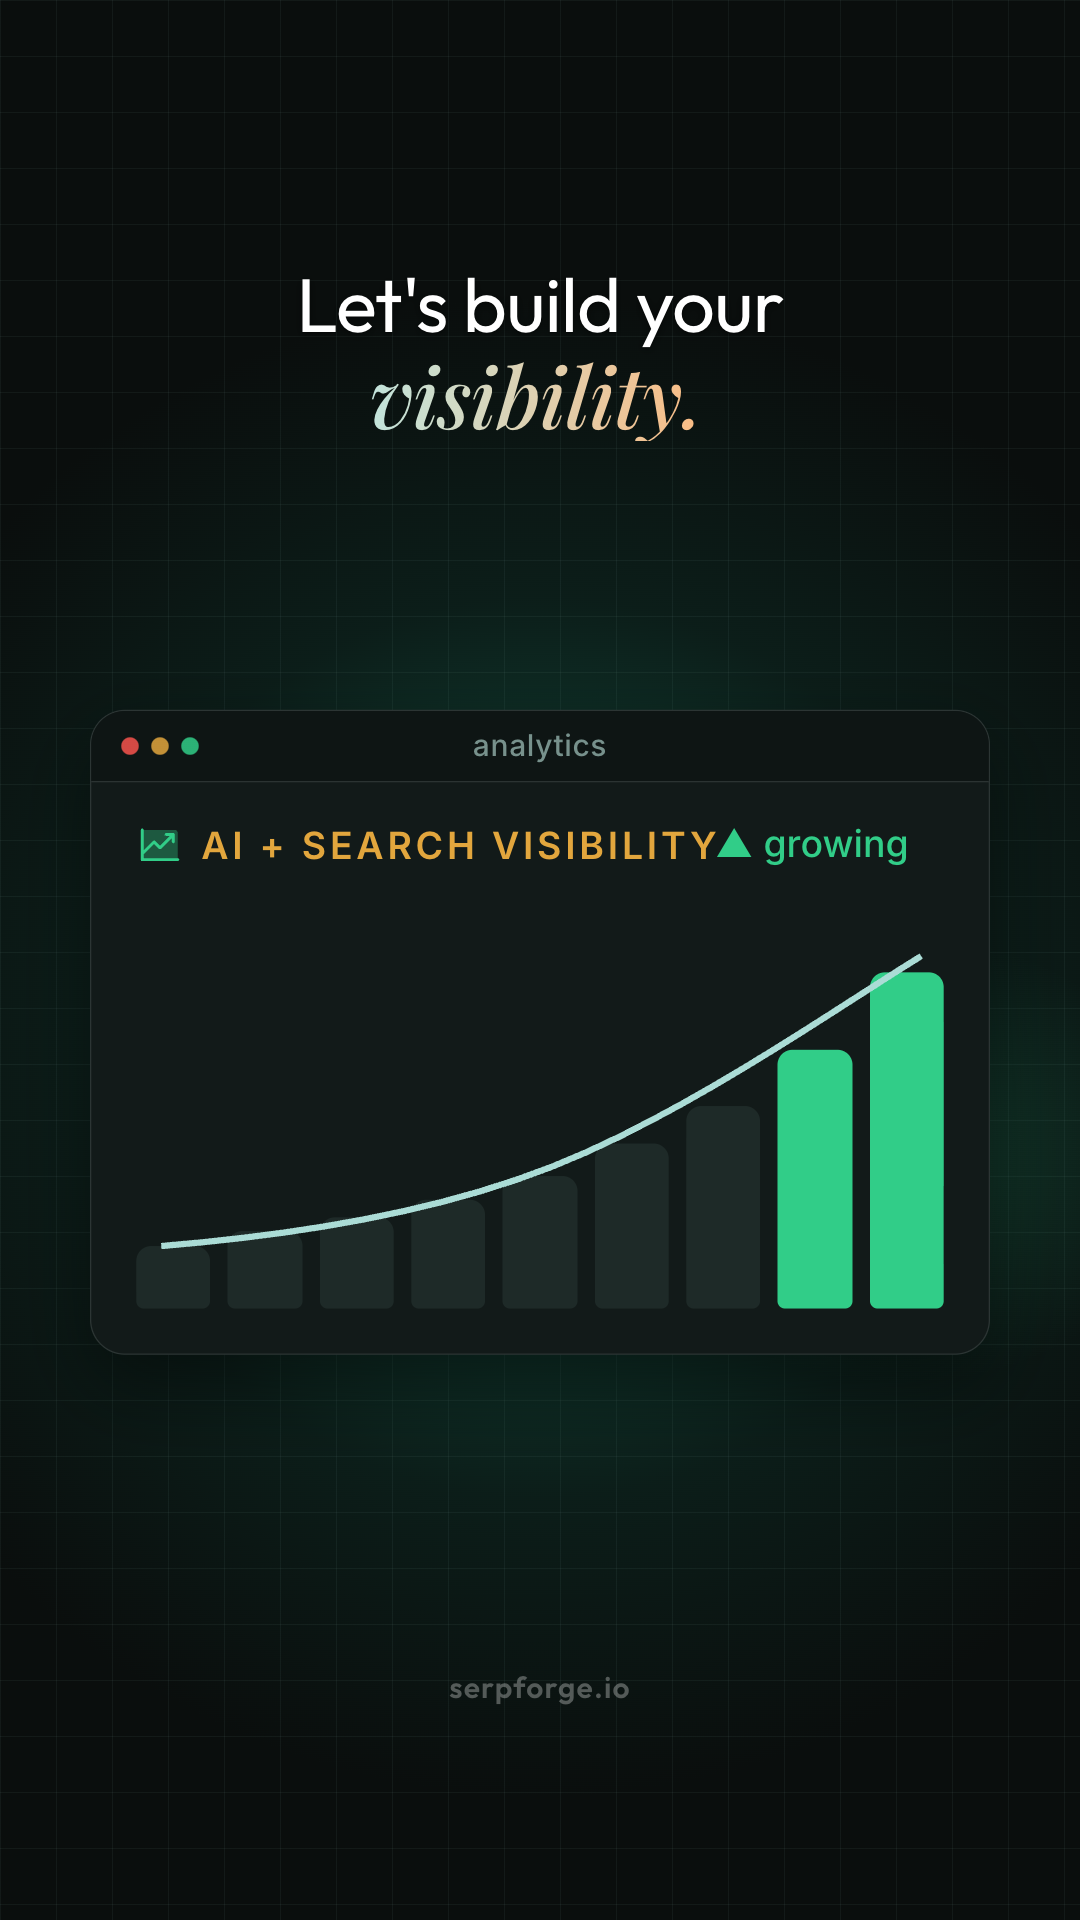 Let's build your
visibility.
analytics
AI + SEARCH VISIBILITY▲ growing
serpforge.io